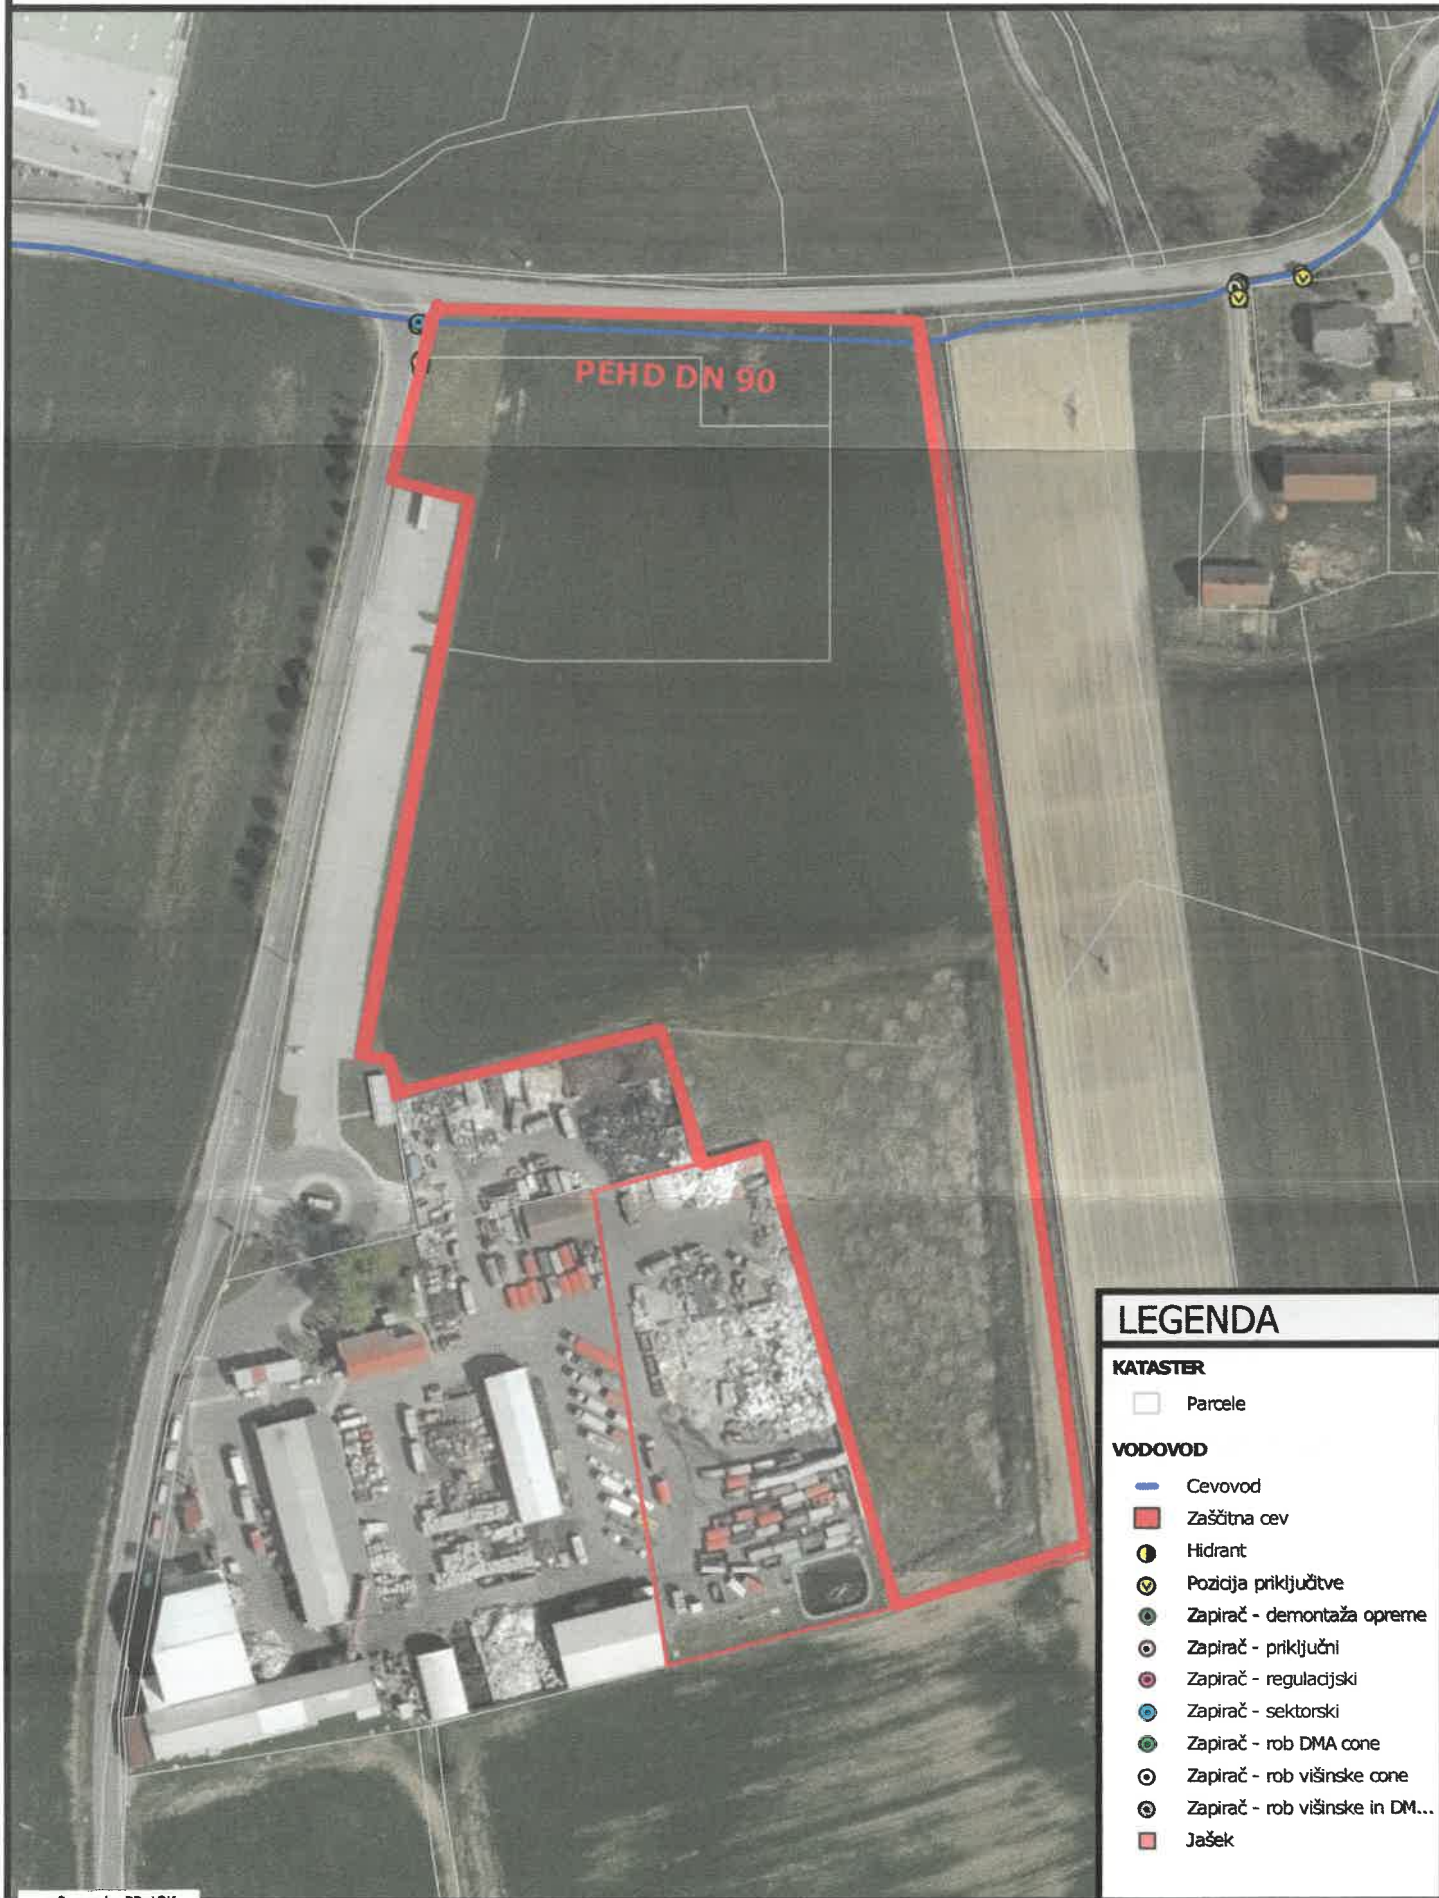 PEHD DN 90
LEGENDA
KATASTER
Parcele
VODOVOD
Cevovod
Zaščitna cev
Hidrant
Pozicija priključitve
Zapirač - demontaža opreme
Zapirač - priključni
Zapirač - regulacijski
Zapirač - sektorski
Zapirač - rob DMA cone
Zapirač - rob višinske cone
Zapirač - rob višinske in DM...
Jašek